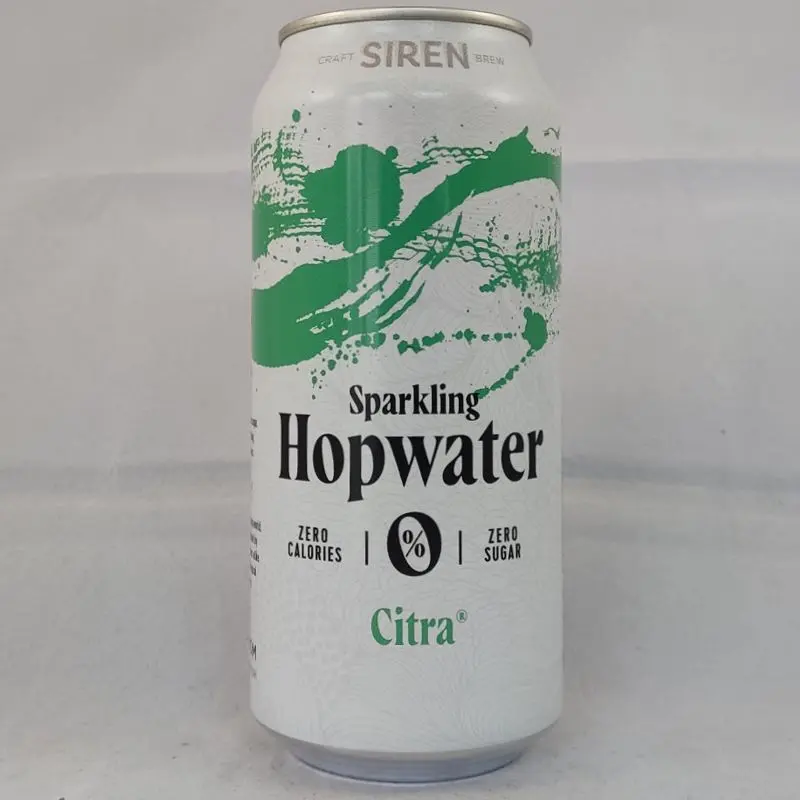 CRAFT SIREN BREW
Sparkling
Hopwater
ZERO CALORIES | 0% | ZERO SUGAR
Citra®